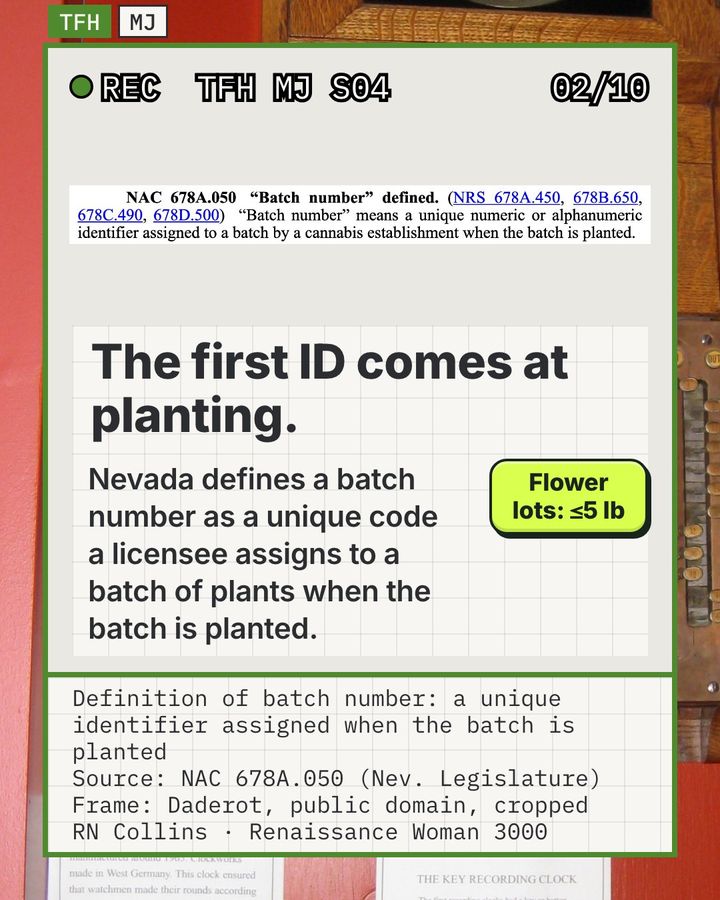 TFH MJ
REC TFH MJ S04 02/10
NAC 678A.050 “Batch number” defined. (NRS 678A.450, 678B.650,
678C.490, 678D.500) “Batch number” means a unique numeric or alphanumeric
identifier assigned to a batch by a cannabis establishment when the batch is planted.
The first ID comes at
planting.
Nevada defines a batch
number as a unique code
a licensee assigns to a
batch of plants when the
batch is planted.
Flower
lots: ≤5 lb
Definition of batch number: a unique
identifier assigned when the batch is
planted
Source: NAC 678A.050 (Nev. Legislature)
Frame: Daderot, public domain, cropped
RN Collins · Renaissance Woman 3000
made in West Germany. These clocks ensured
that watchmen made their rounds according
THE KEY RECORDING CLOCK